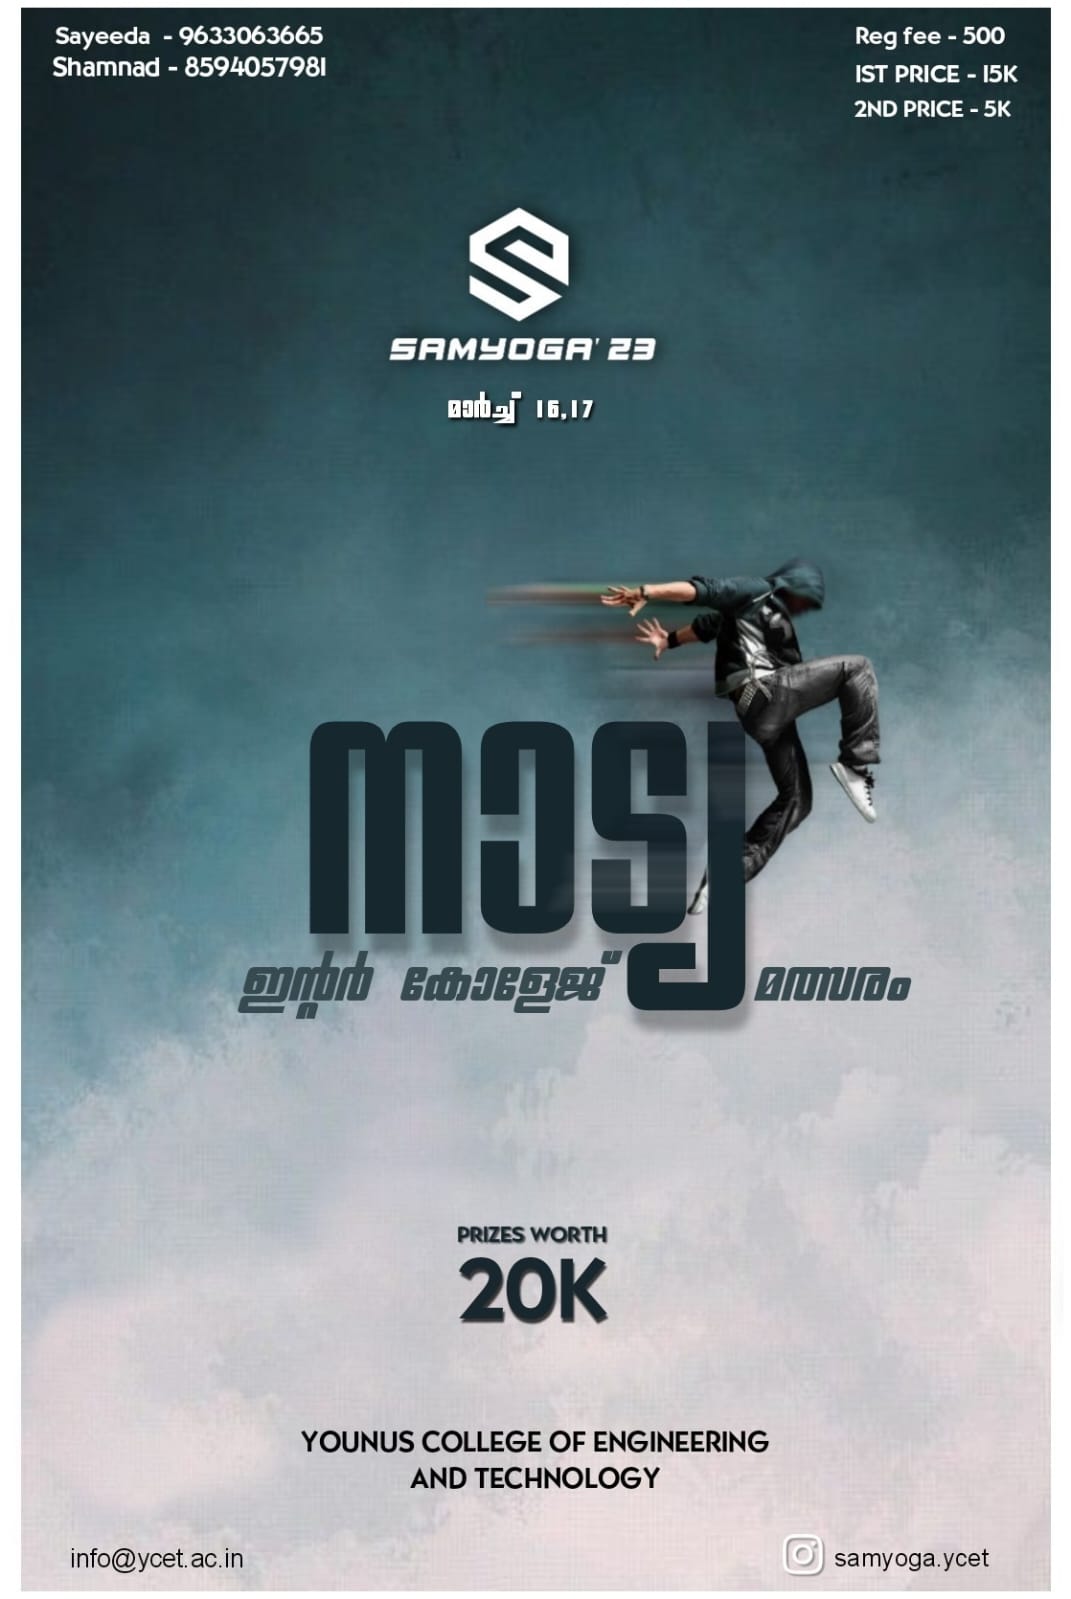 Sayeeda - 9633063665
Shamnad - 8594057981
Reg fee - 500
1ST PRICE - 15K
2ND PRICE - 5K
SAMYOGA' 23
മാർച്ച് 16,17
നാട്യ
ഇന്റർ കോളേജ് മത്സരം
PRIZES WORTH
20K
YOUNUS COLLEGE OF ENGINEERING
AND TECHNOLOGY
info@ycet.ac.in
samyoga.ycet